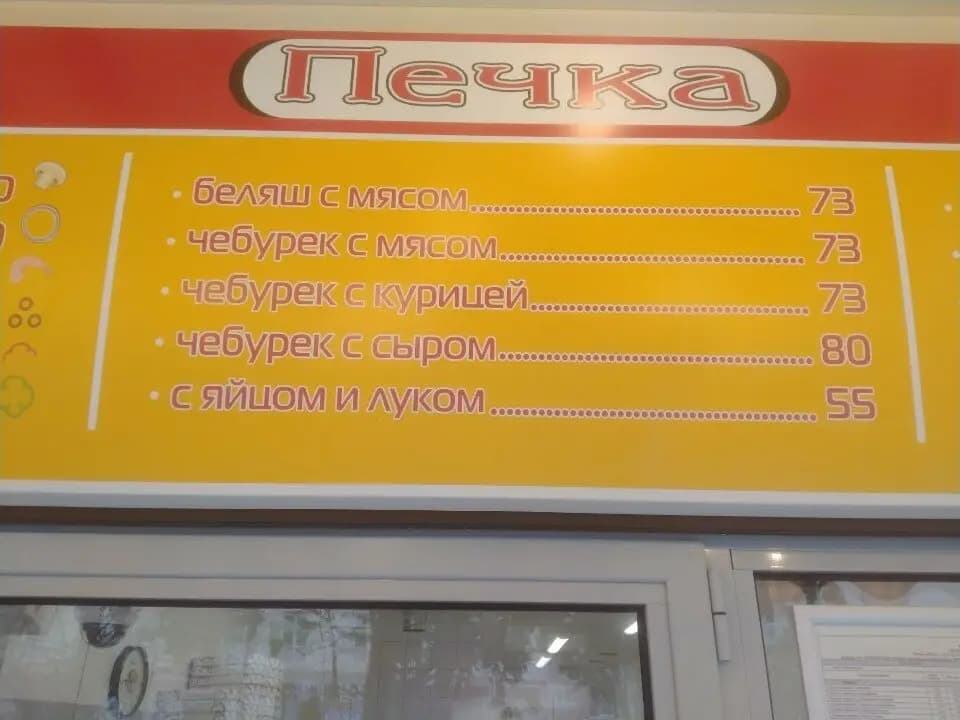 Печка
• беляш с мясом........................................ 73
• чебурек с мясом..................................... 73
• чебурек с курицей................................. 73
• чебурек с сыром..................................... 80
• с яйцом и луком....................................... 55